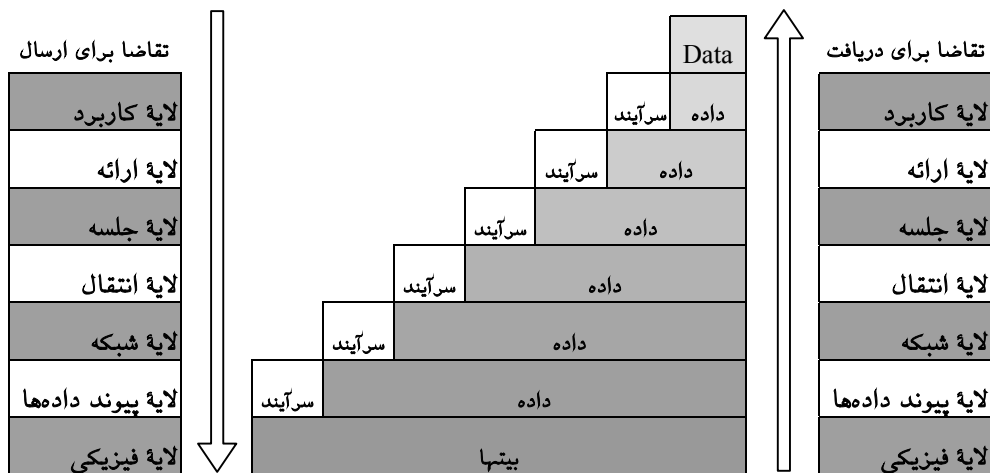 تقاضا برای دریافت
لایهٔ کاربرد
لایهٔ ارائه
لایهٔ جلسه
لایهٔ انتقال
لایهٔ شبکه
لایهٔ پیوند داده‌ها
لایهٔ فیزیکی
Data
داده
سرآیند
داده
سرآیند
داده
سرآیند
داده
سرآیند
داده
سرآیند
داده
سرآیند
بیتها
تقاضا برای ارسال
لایهٔ کاربرد
لایهٔ ارائه
لایهٔ جلسه
لایهٔ انتقال
لایهٔ شبکه
لایهٔ پیوند داده‌ها
لایهٔ فیزیکی